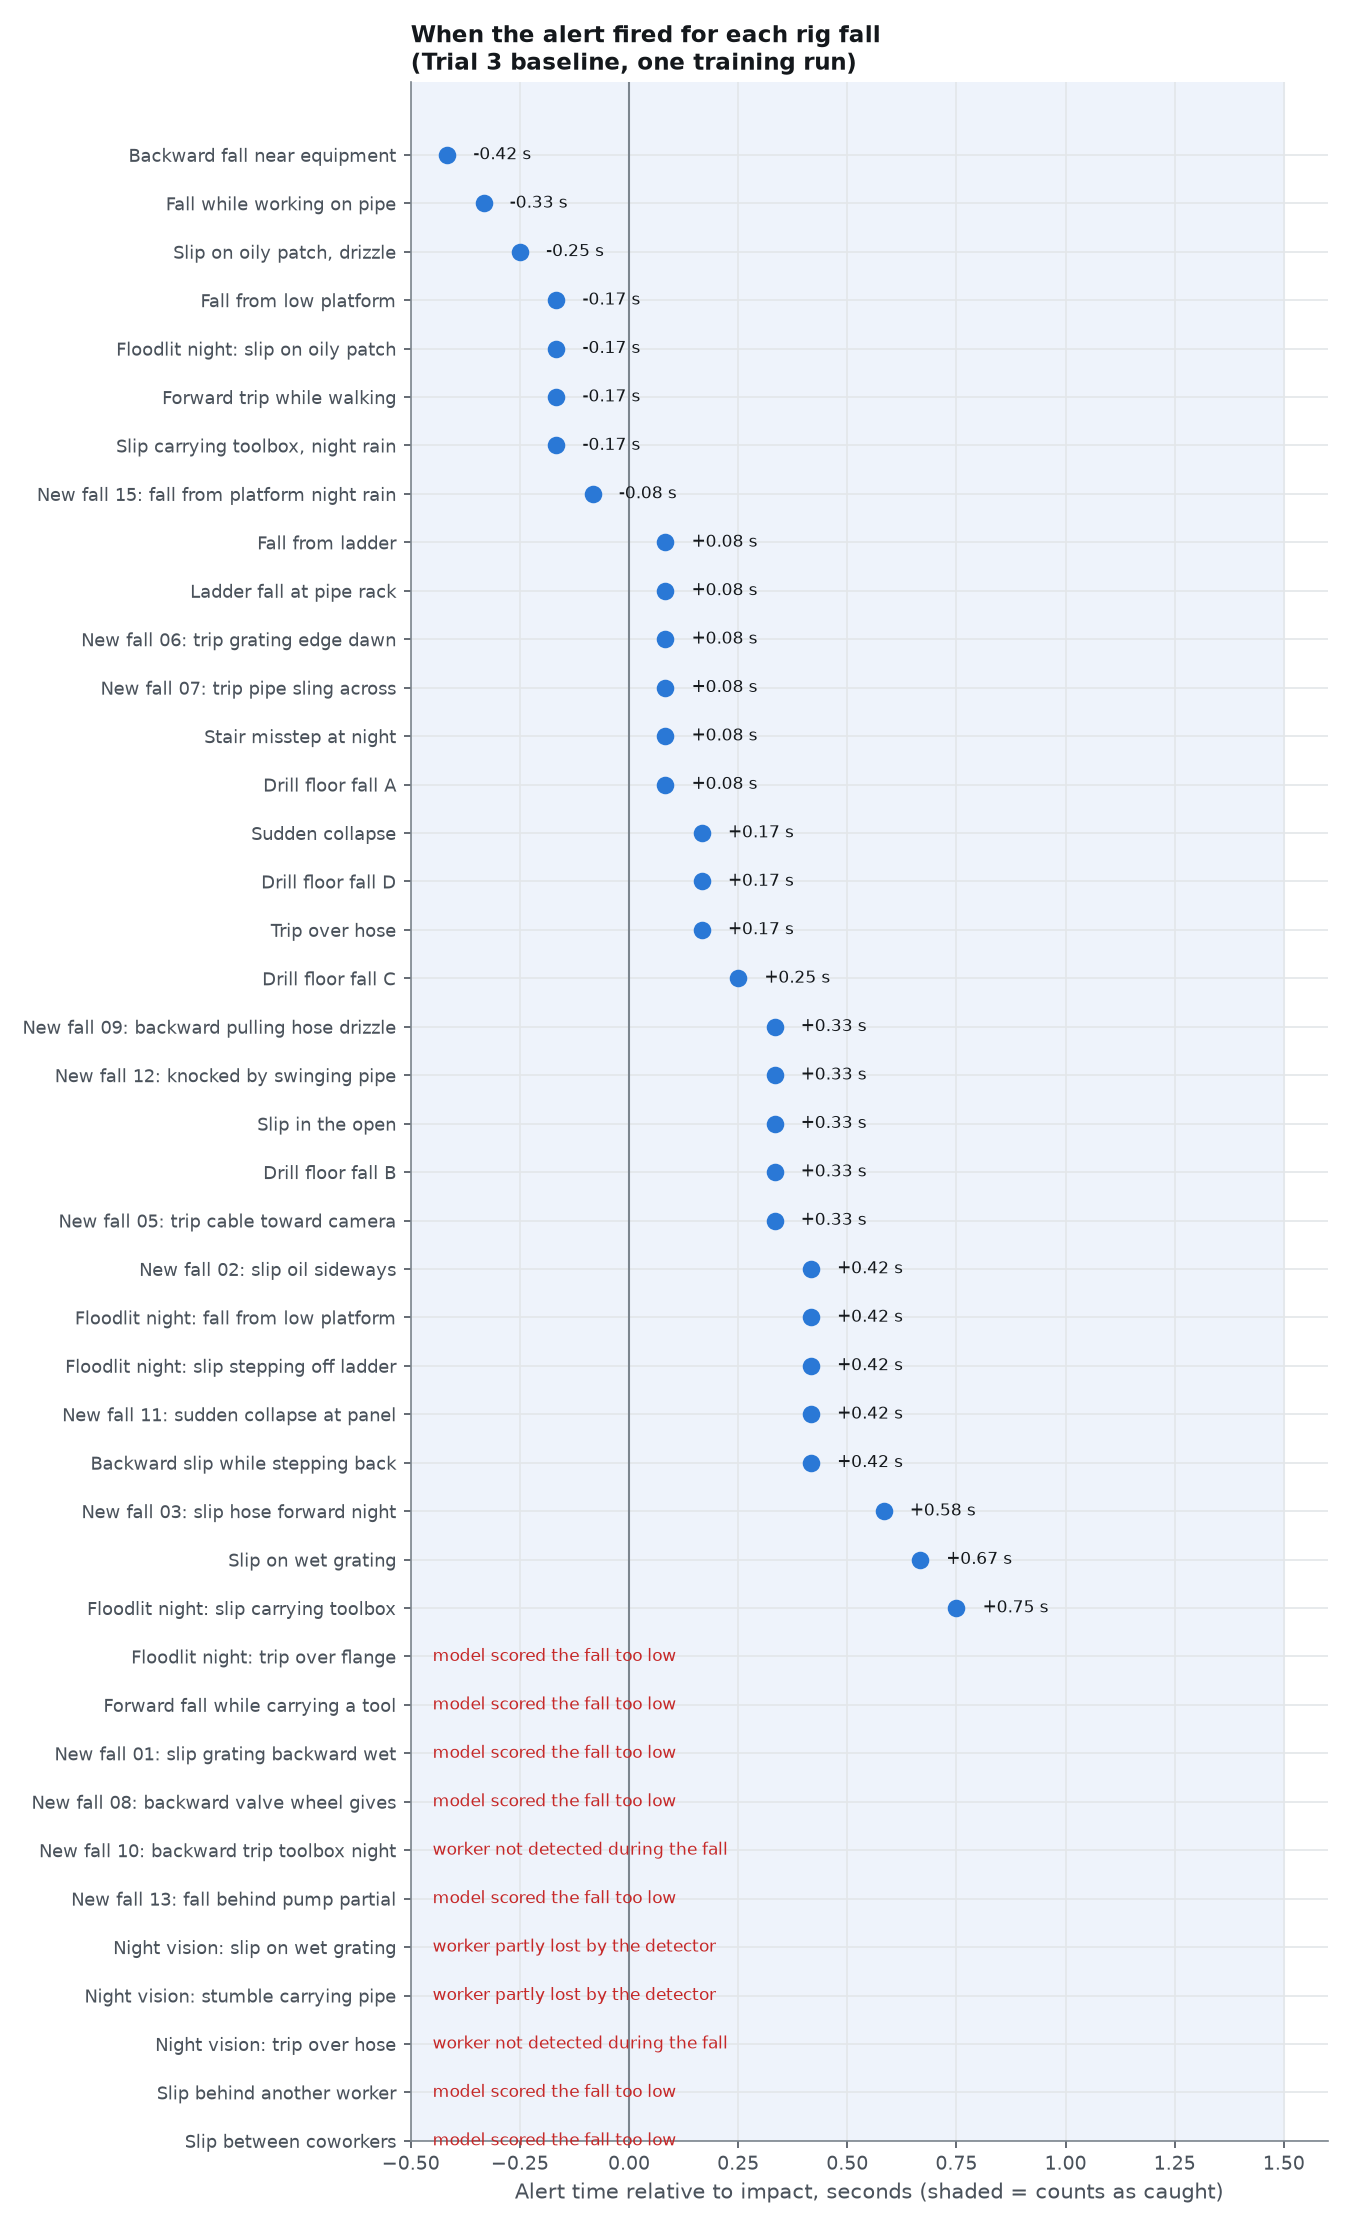 When the alert fired for each rig fall
(Trial 3 baseline, one training run)
Backward fall near equipment -0.42 s
Fall while working on pipe -0.33 s
Slip on oily patch, drizzle -0.25 s
Fall from low platform -0.17 s
Floodlit night: slip on oily patch -0.17 s
Forward trip while walking -0.17 s
Slip carrying toolbox, night rain -0.17 s
New fall 15: fall from platform night rain -0.08 s
Fall from ladder +0.08 s
Ladder fall at pipe rack +0.08 s
New fall 06: trip grating edge dawn +0.08 s
New fall 07: trip pipe sling across +0.08 s
Stair misstep at night +0.08 s
Drill floor fall A +0.08 s
Sudden collapse +0.17 s
Drill floor fall D +0.17 s
Trip over hose +0.17 s
Drill floor fall C +0.25 s
New fall 09: backward pulling hose drizzle +0.33 s
New fall 12: knocked by swinging pipe +0.33 s
Slip in the open +0.33 s
Drill floor fall B +0.33 s
New fall 05: trip cable toward camera +0.33 s
New fall 02: slip oil sideways +0.42 s
Floodlit night: fall from low platform +0.42 s
Floodlit night: slip stepping off ladder +0.42 s
New fall 11: sudden collapse at panel +0.42 s
Backward slip while stepping back +0.42 s
New fall 03: slip hose forward night +0.58 s
Slip on wet grating +0.67 s
Floodlit night: slip carrying toolbox +0.75 s
Floodlit night: trip over flange model scored the fall too low
Forward fall while carrying a tool model scored the fall too low
New fall 01: slip grating backward wet model scored the fall too low
New fall 08: backward valve wheel gives model scored the fall too low
New fall 10: backward trip toolbox night worker not detected during the fall
New fall 13: fall behind pump partial model scored the fall too low
Night vision: slip on wet grating worker partly lost by the detector
Night vision: stumble carrying pipe worker partly lost by the detector
Night vision: trip over hose worker not detected during the fall
Slip behind another worker model scored the fall too low
Slip between coworkers model scored the fall too low
−0.50 −0.25 0.00 0.25 0.50 0.75 1.00 1.25 1.50
Alert time relative to impact, seconds (shaded = counts as caught)